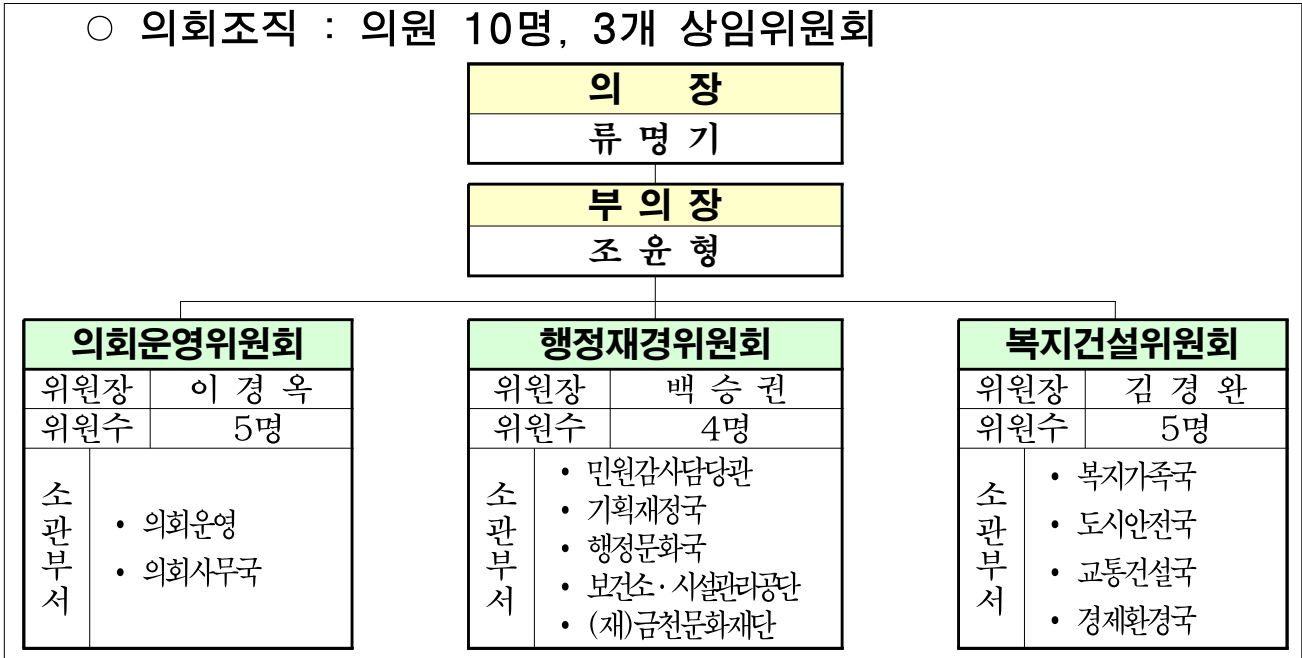 ○ 의회조직 : 의원 10명, 3개 상임위원회
의 장
류 명 기
부 의 장
조 윤 형
의회운영위원회
위원장 이 경 옥
위원수 5명
소관부서
• 의회운영
• 의회사무국
행정재경위원회
위원장 백 승 권
위원수 4명
소관부서
• 민원감사담당관
• 기획재정국
• 행정문화국
• 보건소·시설관리공단
• (재)금천문화재단
복지건설위원회
위원장 김 경 완
위원수 5명
소관부서
• 복지가족국
• 도시안전국
• 교통건설국
• 경제환경국